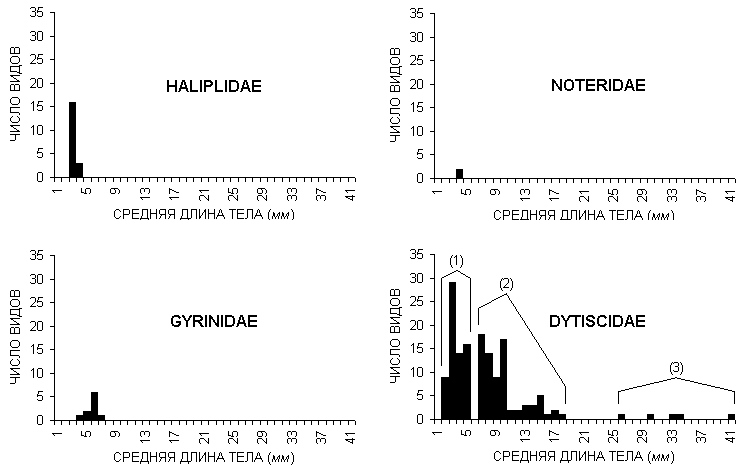 35
30
25
20
15
10
5
0
ЧИСЛО ВИДОВ
HALIPLIDAE
1 5 9 13 17 21 25 29 33 37 41
СРЕДНЯЯ ДЛИНА ТЕЛА (мм)
35
30
25
20
15
10
5
0
ЧИСЛО ВИДОВ
NOTERIDAE
1 5 9 13 17 21 25 29 33 37 41
СРЕДНЯЯ ДЛИНА ТЕЛА (мм)
35
30
25
20
15
10
5
0
ЧИСЛО ВИДОВ
GYRINIDAE
1 5 9 13 17 21 25 29 33 37 41
СРЕДНЯЯ ДЛИНА ТЕЛА (мм)
35
30
25
20
15
10
5
0
ЧИСЛО ВИДОВ
(1)
(2)
DYTISCIDAE
(3)
1 5 9 13 17 21 25 29 33 37 41
СРЕДНЯЯ ДЛИНА ТЕЛА (мм)